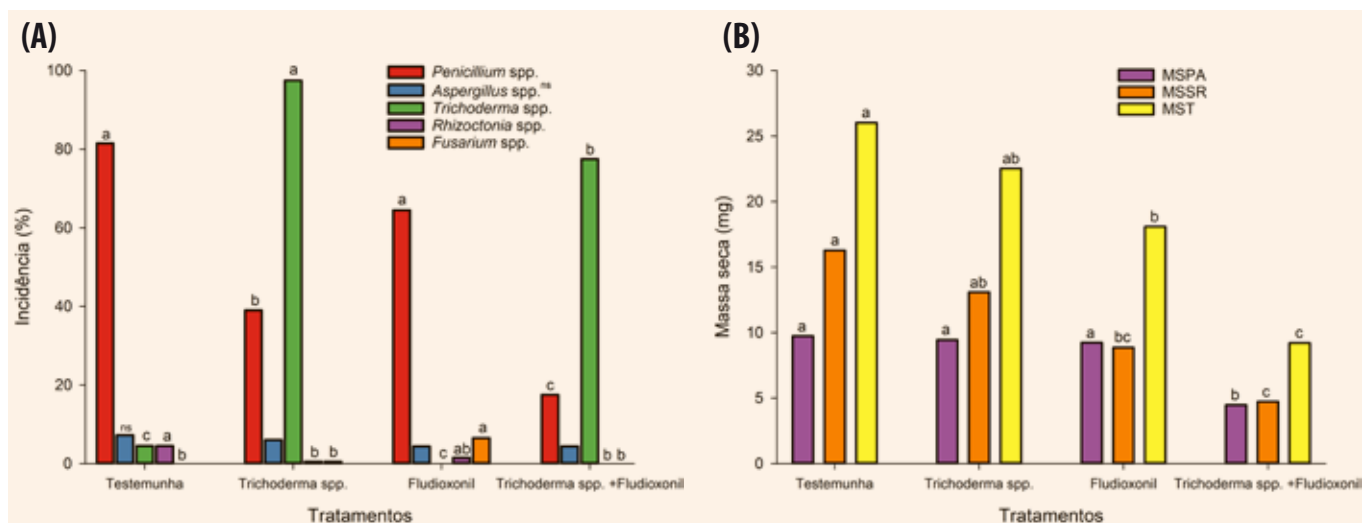 (A)
Incidência (%)
100
80
60
40
20
0
Penicillium spp.
Aspergillus spp.ns
Trichoderma spp.
Rhizoctonia spp.
Fusarium spp.
a
ns
c
a
b
b
a
b
b
a
c
ab
a
c
b
b
b
Testemunha
Trichoderma spp.
Fludioxonil
Trichoderma spp. +Fludioxonil
Tratamentos
(B)
Massa seca (mg)
30
25
20
15
10
5
0
MSPA
MSSR
MST
a
a
a
a
ab
ab
a
bc
b
b
c
c
Testemunha
Trichoderma spp.
Fludioxonil
Trichoderma spp. +Fludioxonil
Tratamentos